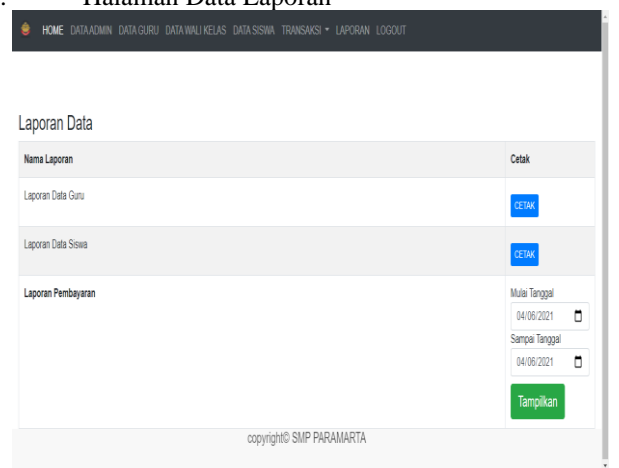 . Halaman Data Laporan
HOME DATA ADMIN DATA GURU DATA WALI KELAS DATA SISWA TRANSAKSI LAPORAN LOGOUT
Laporan Data
Nama Laporan Cetak
Laporan Data Guru
CETAK
Laporan Data Siswa
CETAK
Laporan Pembayaran Mulai Tanggal
04/06/2021
Sampai Tanggal
04/06/2021
Tampilkan
copyright© SMP PARAMARTA